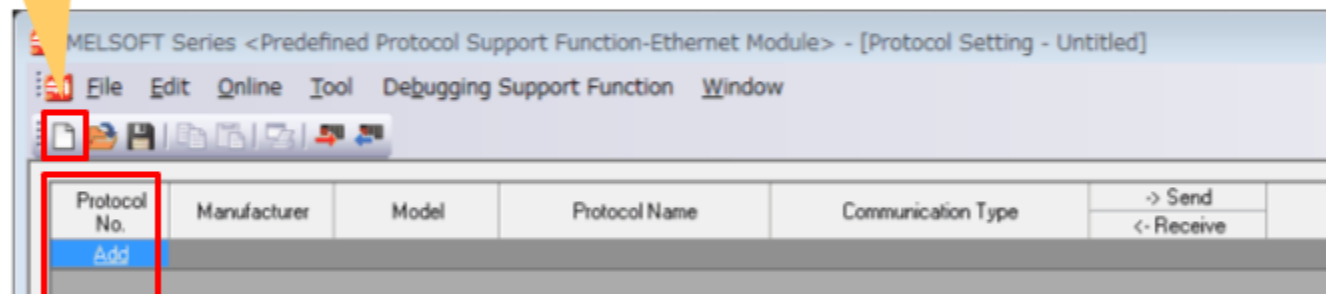 MELSOFT Series <Predefined Protocol Support Function-Ethernet Module> - [Protocol Setting - Untitled]
File Edit Online Tool Debugging Support Function Window
Protocol No. Manufacturer Model Protocol Name Communication Type -> Send
<- Receive
Add